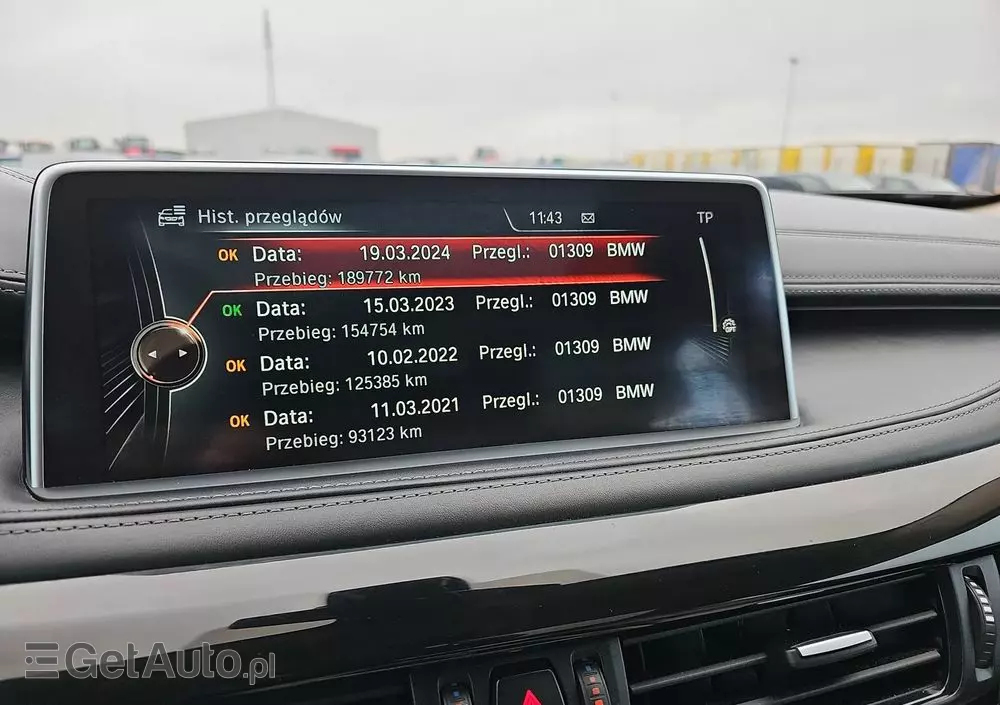 Hist. przeglądów 11:43 TP
OK Data: 19.03.2024 Przegl.: 01309 BMW
Przebieg: 189772 km
OK Data: 15.03.2023 Przegl.: 01309 BMW
Przebieg: 154754 km
OK Data: 10.02.2022 Przegl.: 01309 BMW
Przebieg: 125385 km
OK Data: 11.03.2021 Przegl.: 01309 BMW
Przebieg: 93123 km
GetAuto.pl